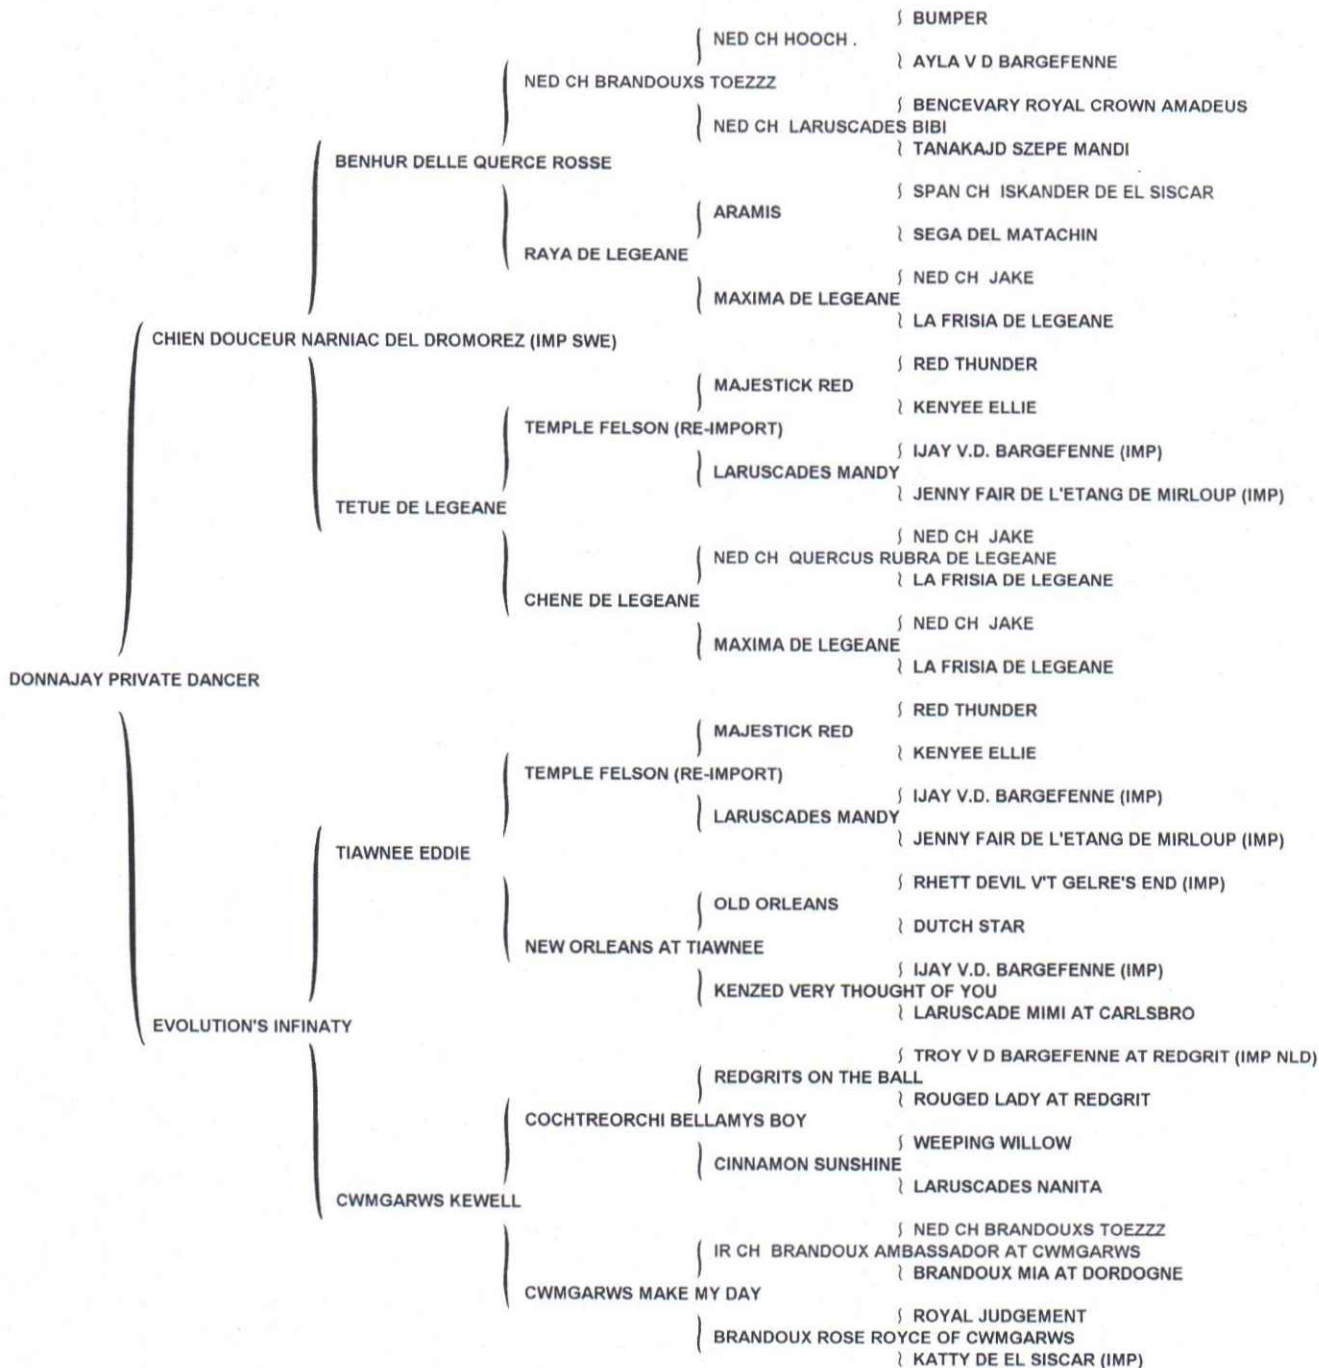 BUMPER
NED CH HOOCH .
AYLA V D BARGEFENNE
NED CH BRANDOUXS TOEZZZ
BENCEVARY ROYAL CROWN AMADEUS
NED CH LARUSCADES BIBI
TANAKAJD SZEPE MANDI
BENHUR DELLE QUERCE ROSSE
SPAN CH ISKANDER DE EL SISCAR
ARAMIS
SEGA DEL MATACHIN
RAYA DE LEGEANE
NED CH JAKE
MAXIMA DE LEGEANE
LA FRISIA DE LEGEANE
CHIEN DOUCEUR NARNIAC DEL DROMOREZ (IMP SWE)
RED THUNDER
MAJESTICK RED
KENYEE ELLIE
TEMPLE FELSON (RE-IMPORT)
IJAY V.D. BARGEFENNE (IMP)
LARUSCADES MANDY
JENNY FAIR DE L'ETANG DE MIRLOUP (IMP)
TETUE DE LEGEANE
NED CH JAKE
NED CH QUERCUS RUBRA DE LEGEANE
LA FRISIA DE LEGEANE
CHENE DE LEGEANE
NED CH JAKE
MAXIMA DE LEGEANE
LA FRISIA DE LEGEANE
DONNAJAY PRIVATE DANCER
RED THUNDER
MAJESTICK RED
KENYEE ELLIE
TEMPLE FELSON (RE-IMPORT)
IJAY V.D. BARGEFENNE (IMP)
LARUSCADES MANDY
JENNY FAIR DE L'ETANG DE MIRLOUP (IMP)
TIAWNEE EDDIE
RHETT DEVIL V'T GELRE'S END (IMP)
OLD ORLEANS
DUTCH STAR
NEW ORLEANS AT TIAWNEE
IJAY V.D. BARGEFENNE (IMP)
KENZED VERY THOUGHT OF YOU
LARUSCADE MIMI AT CARLSBRO
EVOLUTION'S INFINATY
TROY V D BARGEFENNE AT REDGRIT (IMP NLD)
REDGRITS ON THE BALL
ROUGED LADY AT REDGRIT
COCHTREORCHI BELLAMYS BOY
WEEPING WILLOW
CINNAMON SUNSHINE
LARUSCADES NANITA
CWMGARWS KEWELL
NED CH BRANDOUXS TOEZZZ
IR CH BRANDOUX AMBASSADOR AT CWMGARWS
BRANDOUX MIA AT DORDOGNE
CWMGARWS MAKE MY DAY
ROYAL JUDGEMENT
BRANDOUX ROSE ROYCE OF CWMGARWS
KATTY DE EL SISCAR (IMP)